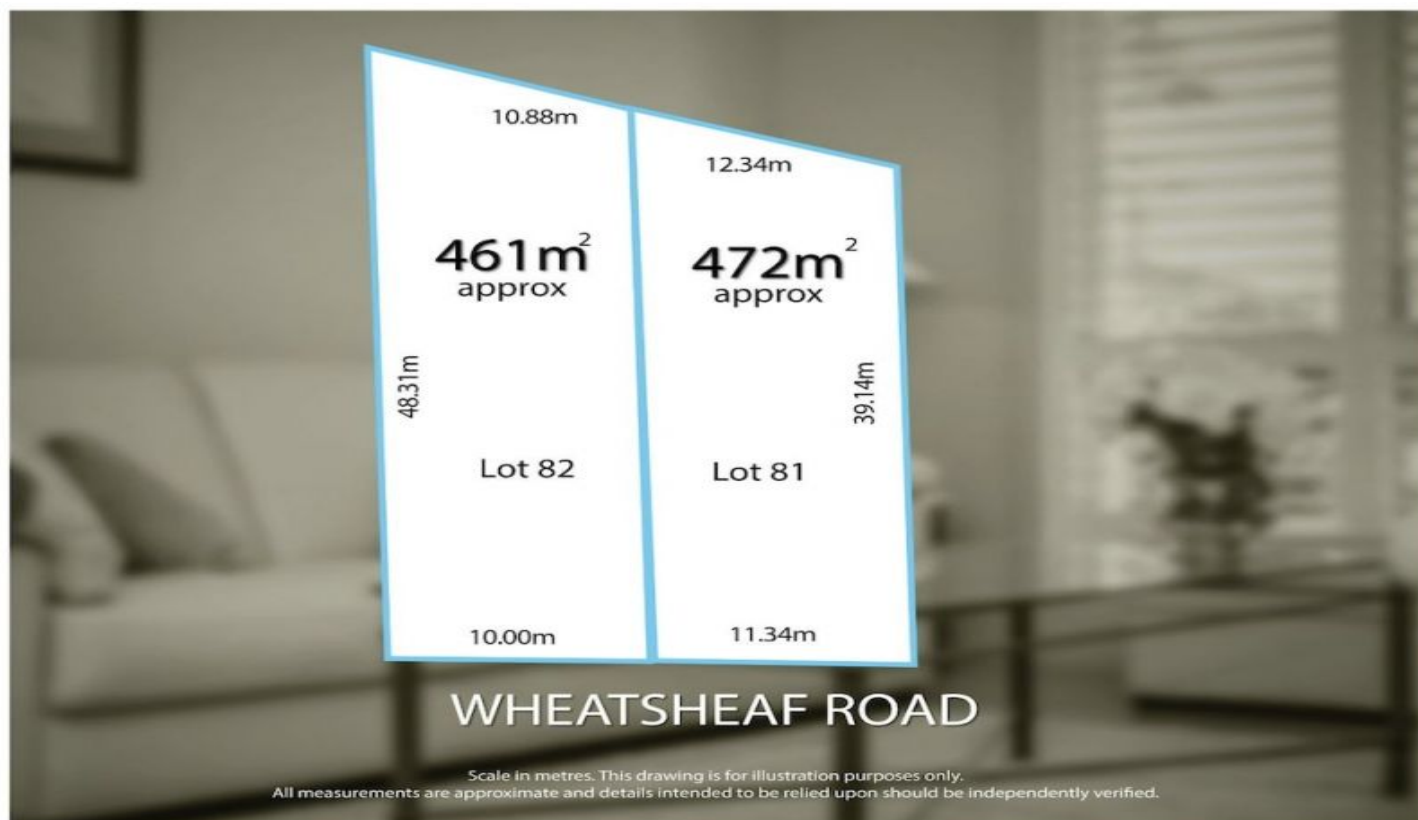 10.88m
12.34m
461m²
approx
472m²
approx
48.31m
39.14m
Lot 82
Lot 81
10.00m
11.34m
WHEATSHEAF ROAD
Scale in metres. This drawing is for illustration purposes only.
All measurements are approximate and details intended to be relied upon should be independently verified.